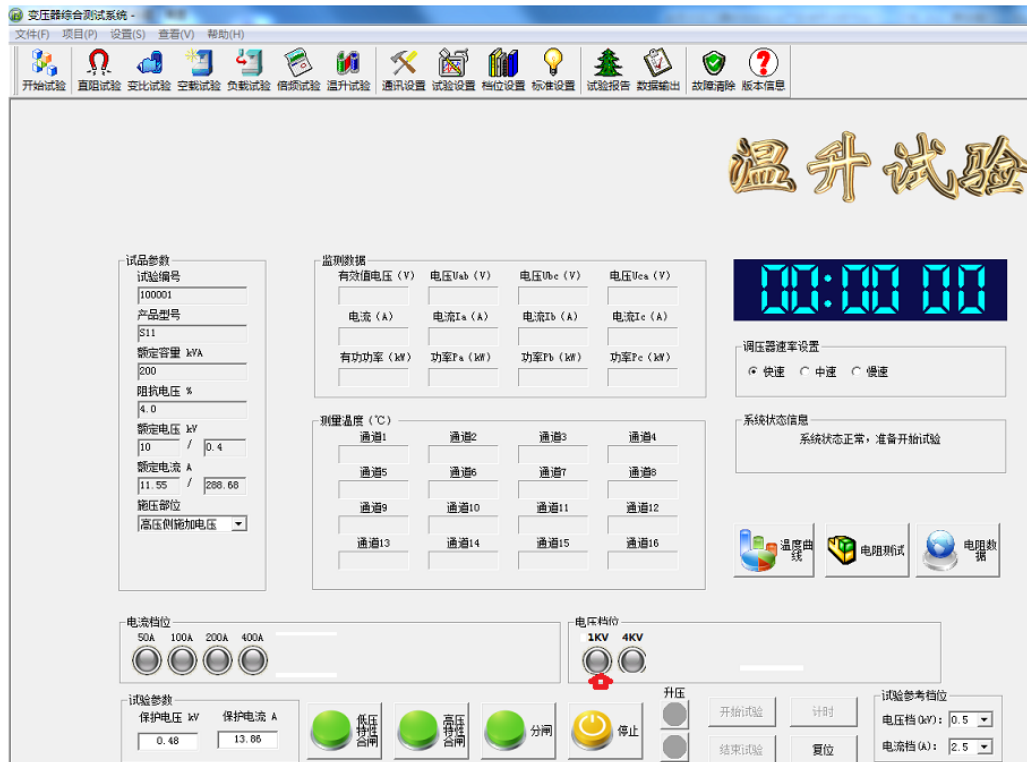 变压器综合测试系统 -
文件(F) 项目(P) 设置(S) 查看(V) 帮助(H)
开始试验 直阻试验 变比试验 空载试验 负载试验 倍频试验 温升试验 通讯设置 试验设置 档位设置 标准设置 试验报告 数据输出 故障清除 版本信息
温升试验
试品参数
试验编号
100001
产品型号
S11
额定容量 kVA
200
阻抗电压 %
4.0
额定电压 kV
10 / 0.4
额定电流 A
11.55 / 288.68
施压部位
高压侧施加电压
监测数据
有效值电压 (V) 电压Uab (V) 电压Ubc (V) 电压Uca (V)
电流 (A) 电流Ia (A) 电流Ib (A) 电流Ic (A)
有功功率 (kW) 功率Pa (kW) 功率Pb (kW) 功率Pc (kW)
测量温度 (℃)
通道1 通道2 通道3 通道4
通道5 通道6 通道7 通道8
通道9 通道10 通道11 通道12
通道13 通道14 通道15 通道16
00:00 00
调压器速率设置
快速 中速 慢速
系统状态信息
系统状态正常，准备开始试验
温度曲线
电阻测试
电阻数据
电流档位
50A 100A 200A 400A
电压档位
1KV 4KV
试验参数
保护电压 kV 保护电流 A
0.48 13.86
低压特性合闸
高压特性合闸
分闸
停止
升压
开始试验 计时
结束试验 复位
试验参考档位
电压档(kV): 0.5
电流档(A): 2.5